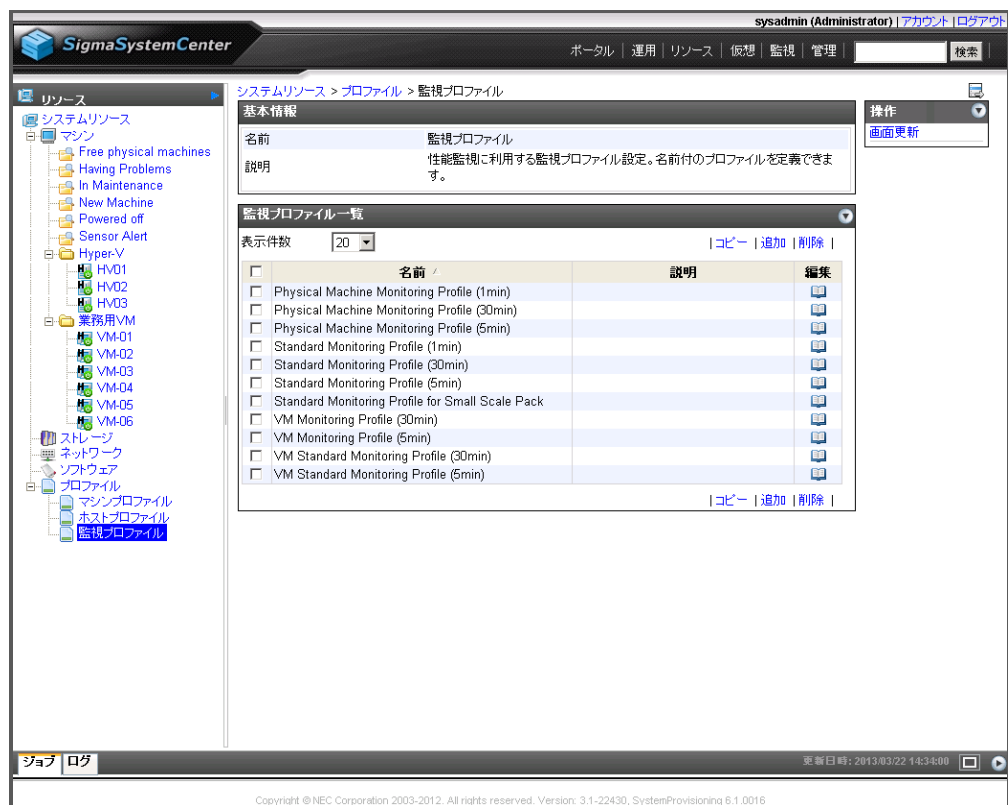 sysadmin (Administrator) | アカウント | ログアウト
SigmaSystemCenter
ポータル | 運用 | リソース | 仮想 | 監視 | 管理 |
検索
リソース
システムリソース
マシン
Free physical machines
Having Problems
In Maintenance
New Machine
Powered off
Sensor Alert
Hyper-V
HV01
HV02
HV03
業務用VM
VM-01
VM-02
VM-03
VM-04
VM-05
VM-06
ストレージ
ネットワーク
ソフトウェア
プロファイル
マシンプロファイル
ホストプロファイル
監視プロファイル
システムリソース > プロファイル > 監視プロファイル
基本情報
名前 監視プロファイル
説明 性能監視に利用する監視プロファイル設定。名前付のプロファイルを定義できま
す。
監視プロファイル一覧
表示件数 20 | コピー | 追加 | 削除 |
名前 説明 編集
Physical Machine Monitoring Profile (1min)
Physical Machine Monitoring Profile (30min)
Physical Machine Monitoring Profile (5min)
Standard Monitoring Profile (1min)
Standard Monitoring Profile (30min)
Standard Monitoring Profile (5min)
Standard Monitoring Profile for Small Scale Pack
VM Monitoring Profile (30min)
VM Monitoring Profile (5min)
VM Standard Monitoring Profile (30min)
VM Standard Monitoring Profile (5min)
| コピー | 追加 | 削除 |
操作
画面更新
ジョブ ログ
更新日時: 2013/03/22 14:34:00
Copyright © NEC Corporation 2003-2012. All rights reserved. Version: 3.1-22430, SystemProvisioning 6.1.0016